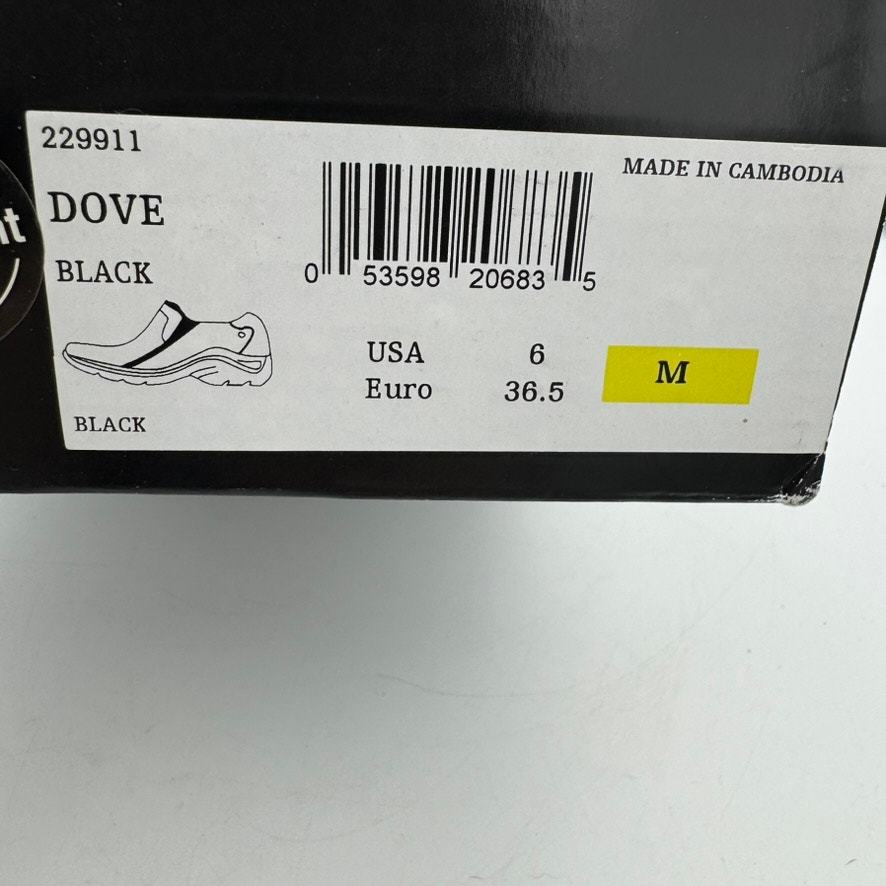 229911
MADE IN CAMBODIA
DOVE
BLACK
0 53598 20683 5
USA 6
Euro 36.5
M
BLACK